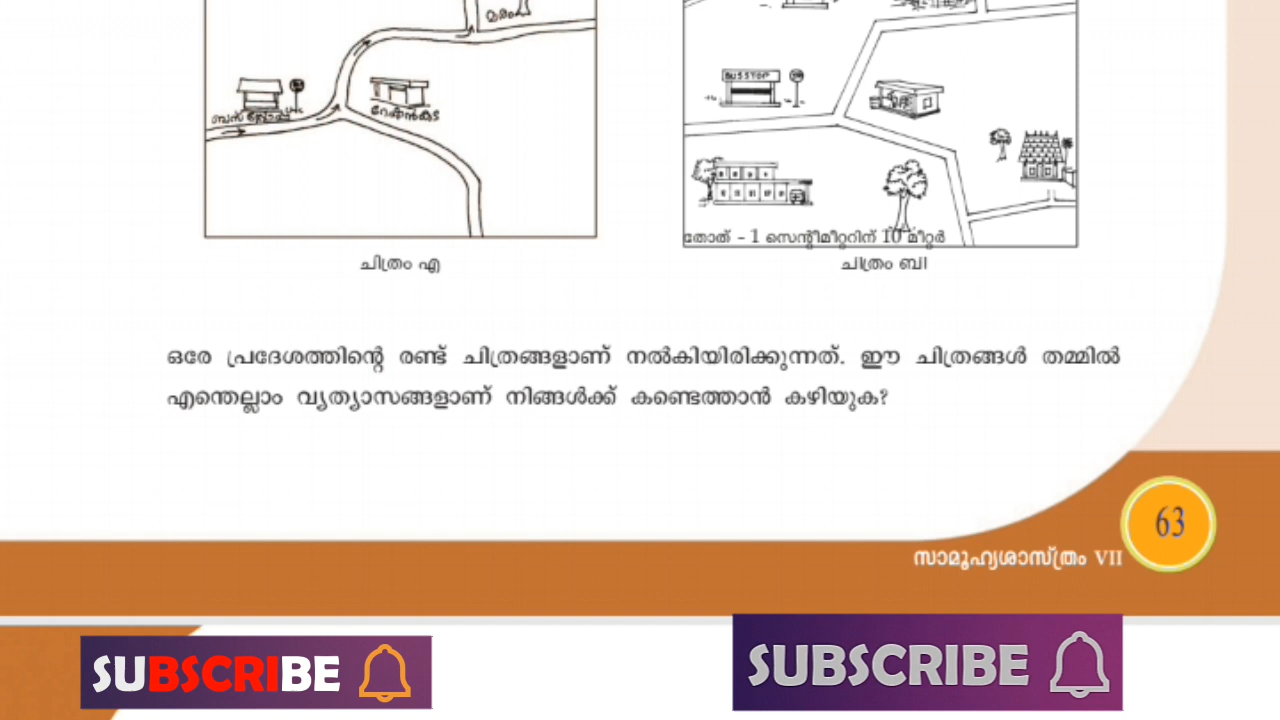 മരം
BUS STOP
ബസ് സ്റ്റോപ്പ്
റേഷൻകട
തോത് - 1 സെന്റീമീറ്ററിന് 10 മീറ്റർ
ചിത്രം എ
ചിത്രം ബി
ഒരേ പ്രദേശത്തിന്റെ രണ്ട് ചിത്രങ്ങളാണ് നൽകിയിരിക്കുന്നത്. ഈ ചിത്രങ്ങൾ തമ്മിൽ
എന്തെല്ലാം വ്യത്യാസങ്ങളാണ് നിങ്ങൾക്ക് കണ്ടെത്താൻ കഴിയുക?
63
സാമൂഹ്യശാസ്ത്രം VII
SUBSCRIBE
SUBSCRIBE